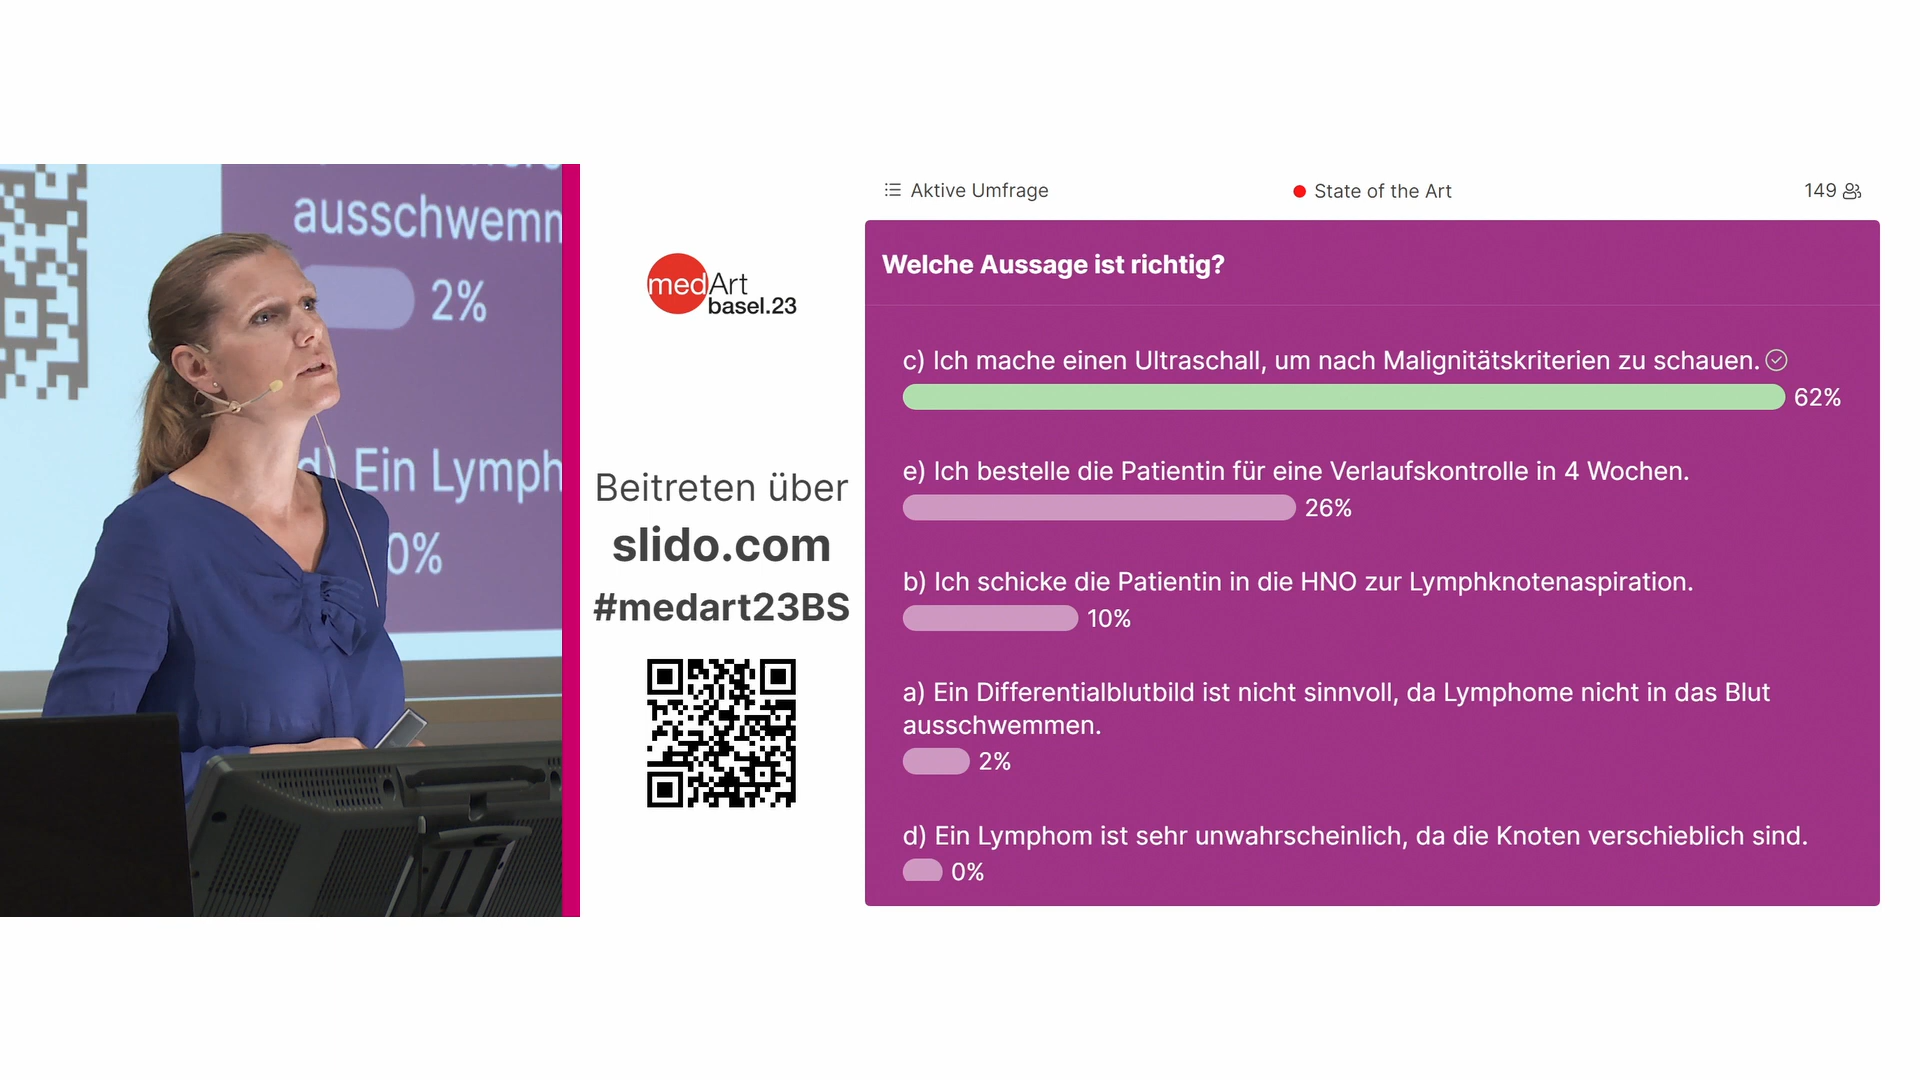 ausschwemm
2%
d) Ein Lymph
0%
medArt
basel.23
Beitreten über
slido.com
#medart23BS
Aktive Umfrage
State of the Art
149
Welche Aussage ist richtig?
c) Ich mache einen Ultraschall, um nach Malignitätskriterien zu schauen.
62%
e) Ich bestelle die Patientin für eine Verlaufskontrolle in 4 Wochen.
26%
b) Ich schicke die Patientin in die HNO zur Lymphknotenaspiration.
10%
a) Ein Differentialblutbild ist nicht sinnvoll, da Lymphome nicht in das Blut
ausschwemmen.
2%
d) Ein Lymphom ist sehr unwahrscheinlich, da die Knoten verschieblich sind.
0%